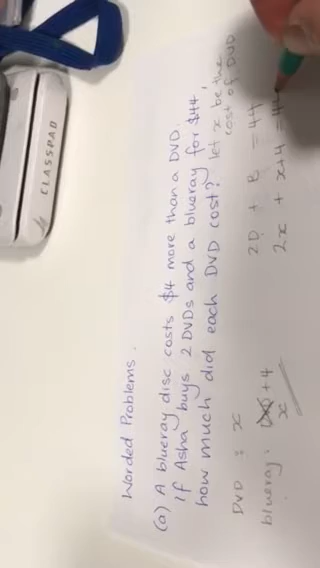 CLASSPAD
Worded Problems.
(a) A blueray disc costs $4 more than a DVD.
If Asha buys 2 DVDs and a blueray for $44,
how much did each DVD cost? let x be the
cost of DVD
DVD : x
2D + B = 44
blueray : x + 4
2x + x+4 = 44